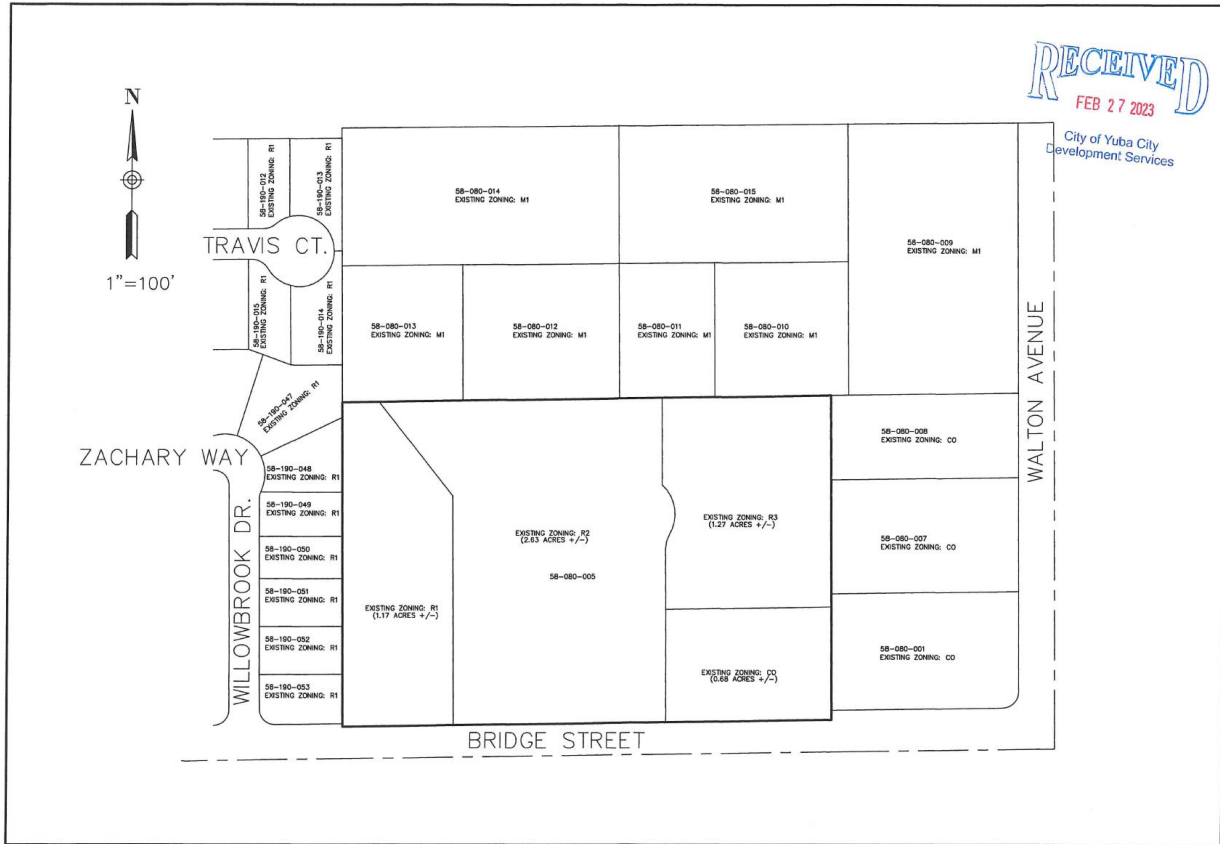 RECEIVED
FEB 27 2023
City of Yuba City
Development Services
N
1"=100'
58-190-012
EXISTING ZONING: R1
58-190-013
EXISTING ZONING: R1
TRAVIS CT.
58-190-015
EXISTING ZONING: R1
58-190-014
EXISTING ZONING: R1
58-080-014
EXISTING ZONING: M1
58-080-015
EXISTING ZONING: M1
58-080-009
EXISTING ZONING: M1
58-080-013
EXISTING ZONING: M1
58-080-012
EXISTING ZONING: M1
58-080-011
EXISTING ZONING: M1
58-080-010
EXISTING ZONING: M1
WALTON AVENUE
58-190-047
EXISTING ZONING: R1
ZACHARY WAY
58-190-048
EXISTING ZONING: R1
58-190-049
EXISTING ZONING: R1
58-190-050
EXISTING ZONING: R1
58-190-051
EXISTING ZONING: R1
58-190-052
EXISTING ZONING: R1
58-190-053
EXISTING ZONING: R1
WILLOWBROOK DR.
EXISTING ZONING: R1
(1.17 ACRES +/-)
EXISTING ZONING: R2
(2.63 ACRES +/-)
58-080-005
EXISTING ZONING: R3
(1.27 ACRES +/-)
EXISTING ZONING: CO
(0.68 ACRES +/-)
58-080-008
EXISTING ZONING: CO
58-080-007
EXISTING ZONING: CO
58-080-001
EXISTING ZONING: CO
BRIDGE STREET